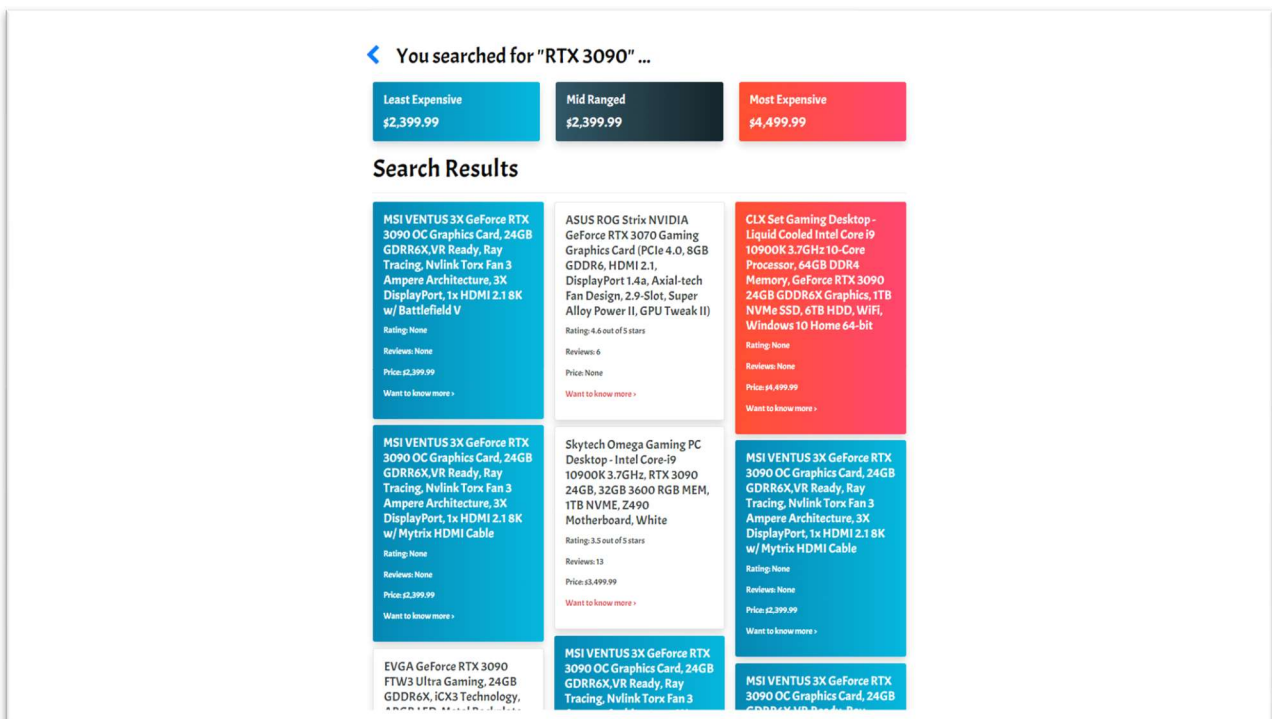 You searched for "RTX 3090" ...
Least Expensive
$2,399.99
Mid Ranged
$2,399.99
Most Expensive
$4,499.99
Search Results
MSI VENTUS 3X GeForce RTX
3090 OC Graphics Card, 24GB
GDRR6X,VR Ready, Ray
Tracing, Nvlink Torx Fan 3
Ampere Architecture, 3X
DisplayPort, 1x HDMI 2.1 8K
w/ Battlefield V
Rating: None
Reviews: None
Price: $2,399.99
Want to know more >
MSI VENTUS 3X GeForce RTX
3090 OC Graphics Card, 24GB
GDRR6X,VR Ready, Ray
Tracing, Nvlink Torx Fan 3
Ampere Architecture, 3X
DisplayPort, 1x HDMI 2.1 8K
w/ Mytrix HDMI Cable
Rating: None
Reviews: None
Price: $2,399.99
Want to know more >
EVGA GeForce RTX 3090
FTW3 Ultra Gaming, 24GB
GDDR6X, iCX3 Technology,
ASUS ROG Strix NVIDIA
GeForce RTX 3070 Gaming
Graphics Card (PCIe 4.0, 8GB
GDDR6, HDMI 2.1,
DisplayPort 1.4a, Axial-tech
Fan Design, 2.9-Slot, Super
Alloy Power II, GPU Tweak II)
Rating: 4.6 out of 5 stars
Reviews: 6
Price: None
Want to know more >
Skytech Omega Gaming PC
Desktop - Intel Core-i9
10900K 3.7GHz, RTX 3090
24GB, 32GB 3600 RGB MEM,
1TB NVME, Z490
Motherboard, White
Rating: 3.5 out of 5 stars
Reviews: 13
Price: $3,499.99
Want to know more >
MSI VENTUS 3X GeForce RTX
3090 OC Graphics Card, 24GB
GDRR6X,VR Ready, Ray
Tracing, Nvlink Torx Fan 3
CLX Set Gaming Desktop -
Liquid Cooled Intel Core i9
10900K 3.7GHz 10-Core
Processor, 64GB DDR4
Memory, GeForce RTX 3090
24GB GDDR6X Graphics, 1TB
NVMe SSD, 6TB HDD, WiFi,
Windows 10 Home 64-bit
Rating: None
Reviews: None
Price: $4,499.99
Want to know more >
MSI VENTUS 3X GeForce RTX
3090 OC Graphics Card, 24GB
GDRR6X,VR Ready, Ray
Tracing, Nvlink Torx Fan 3
Ampere Architecture, 3X
DisplayPort, 1x HDMI 2.1 8K
w/ Mytrix HDMI Cable
Rating: None
Reviews: None
Price: $2,399.99
Want to know more >
MSI VENTUS 3X GeForce RTX
3090 OC Graphics Card, 24GB